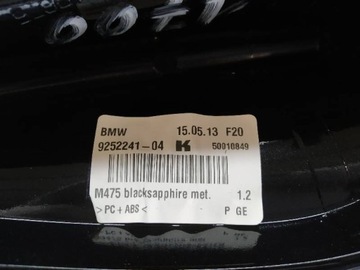 BMW 15.05.13 F20
9252241-04 K 50010849
M475 blacksapphire met. 1.2
>PC+ABS< P GE